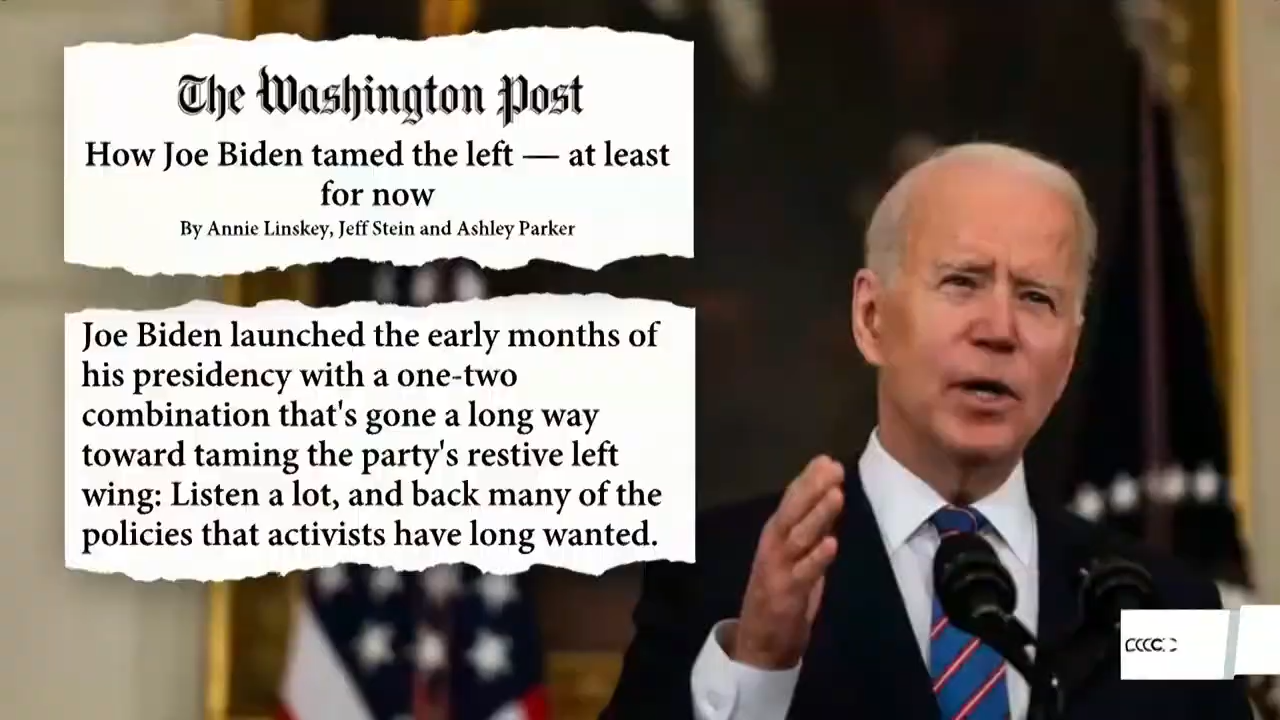 The Washington Post
How Joe Biden tamed the left — at least
for now
By Annie Linskey, Jeff Stein and Ashley Parker
Joe Biden launched the early months of
his presidency with a one-two
combination that's gone a long way
toward taming the party's restive left
wing: Listen a lot, and back many of the
policies that activists have long wanted.